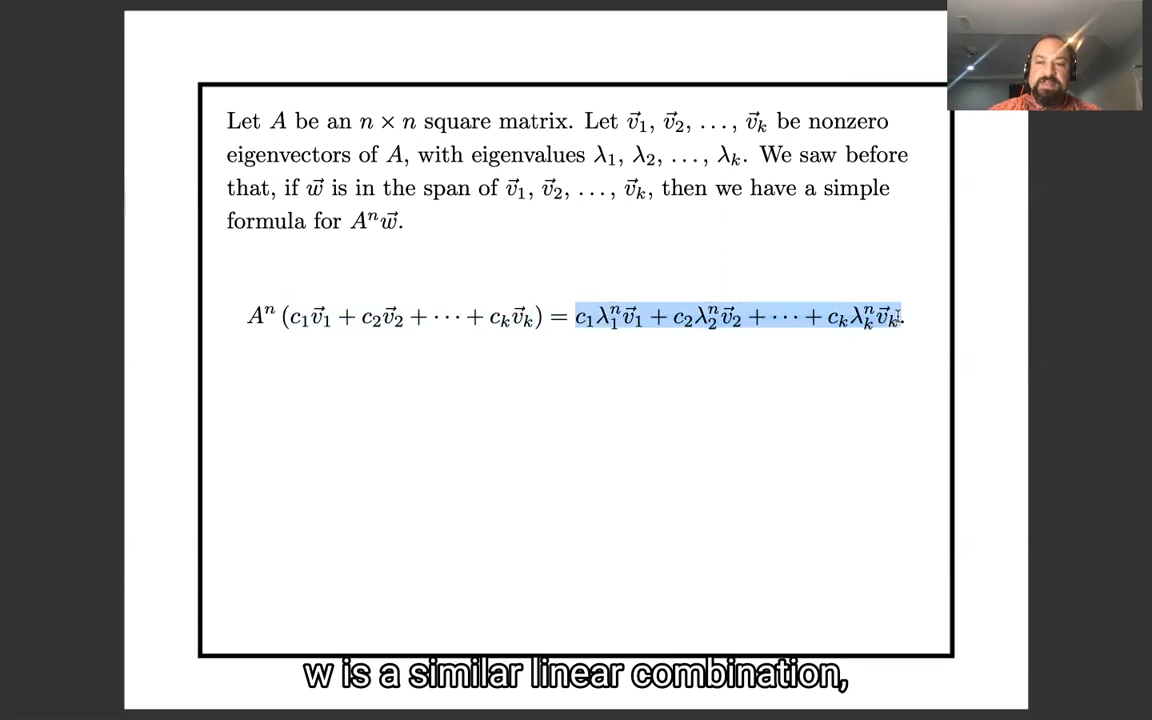 Let A be an n × n square matrix. Let v⃗₁, v⃗₂, …, v⃗ₖ be nonzero
eigenvectors of A, with eigenvalues λ₁, λ₂, …, λₖ. We saw before
that, if w⃗ is in the span of v⃗₁, v⃗₂, …, v⃗ₖ, then we have a simple
formula for Aⁿw⃗.
Aⁿ (c₁v⃗₁ + c₂v⃗₂ + ··· + cₖv⃗ₖ) = c₁λ₁ⁿv⃗₁ + c₂λ₂ⁿv⃗₂ + ··· + cₖλₖⁿv⃗ₖ.
w is a similar linear combination,